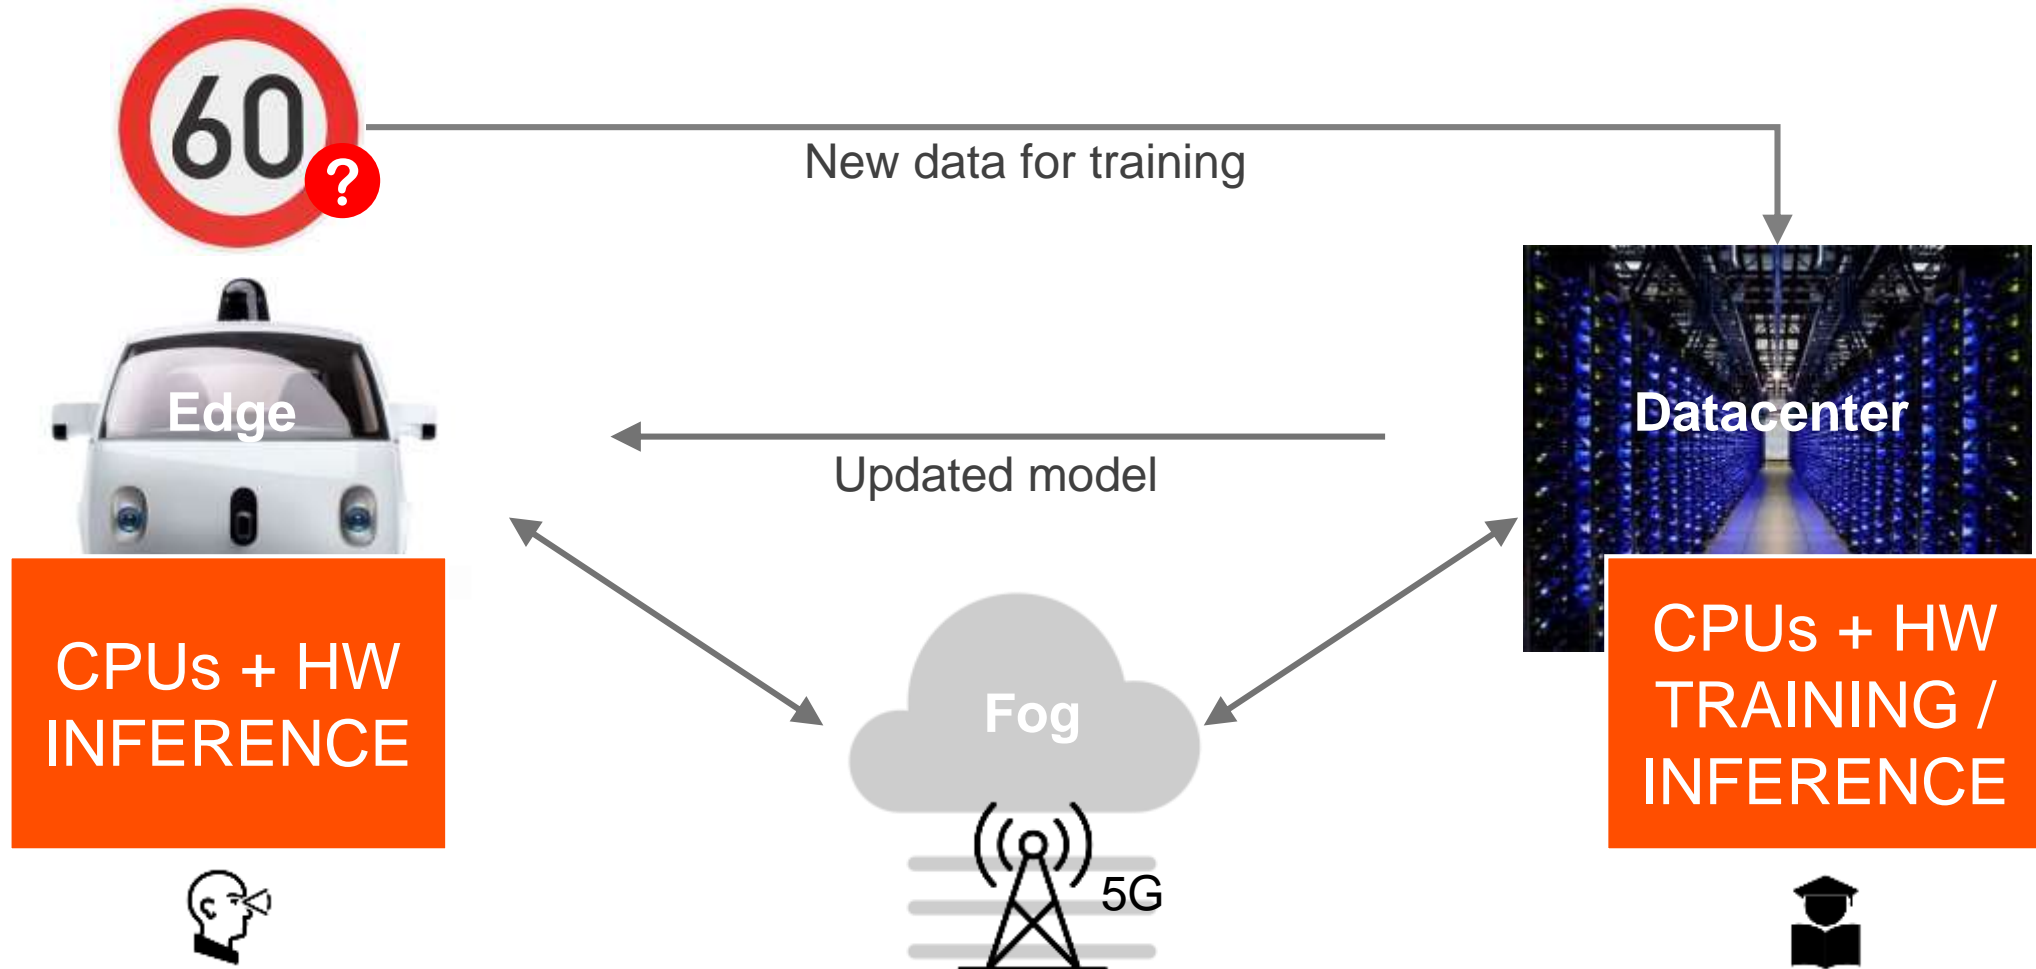 60
?
New data for training
Edge
Datacenter
Updated model
CPUs + HW
INFERENCE
Fog
5G
CPUs + HW
TRAINING /
INFERENCE